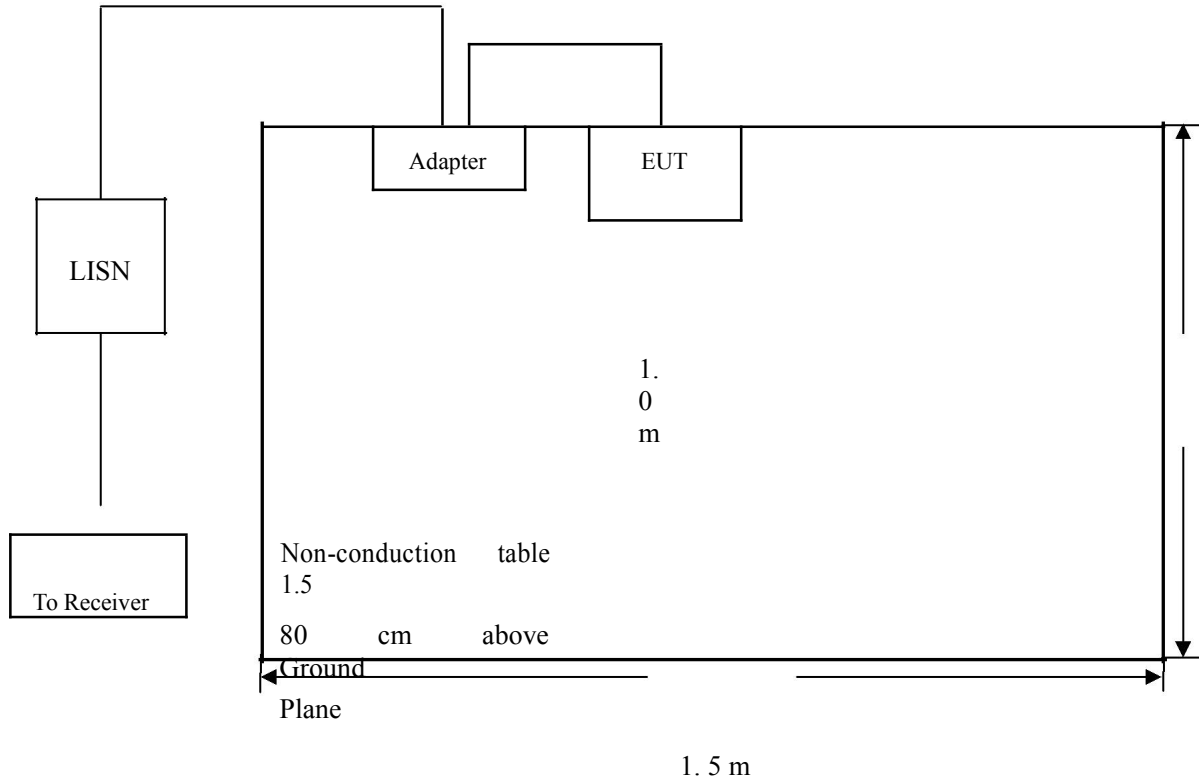 Adapter
EUT
LISN
1.
0
m
Non-conduction table
1.5
To Receiver
80 cm above
Ground
Plane
1. 5 m